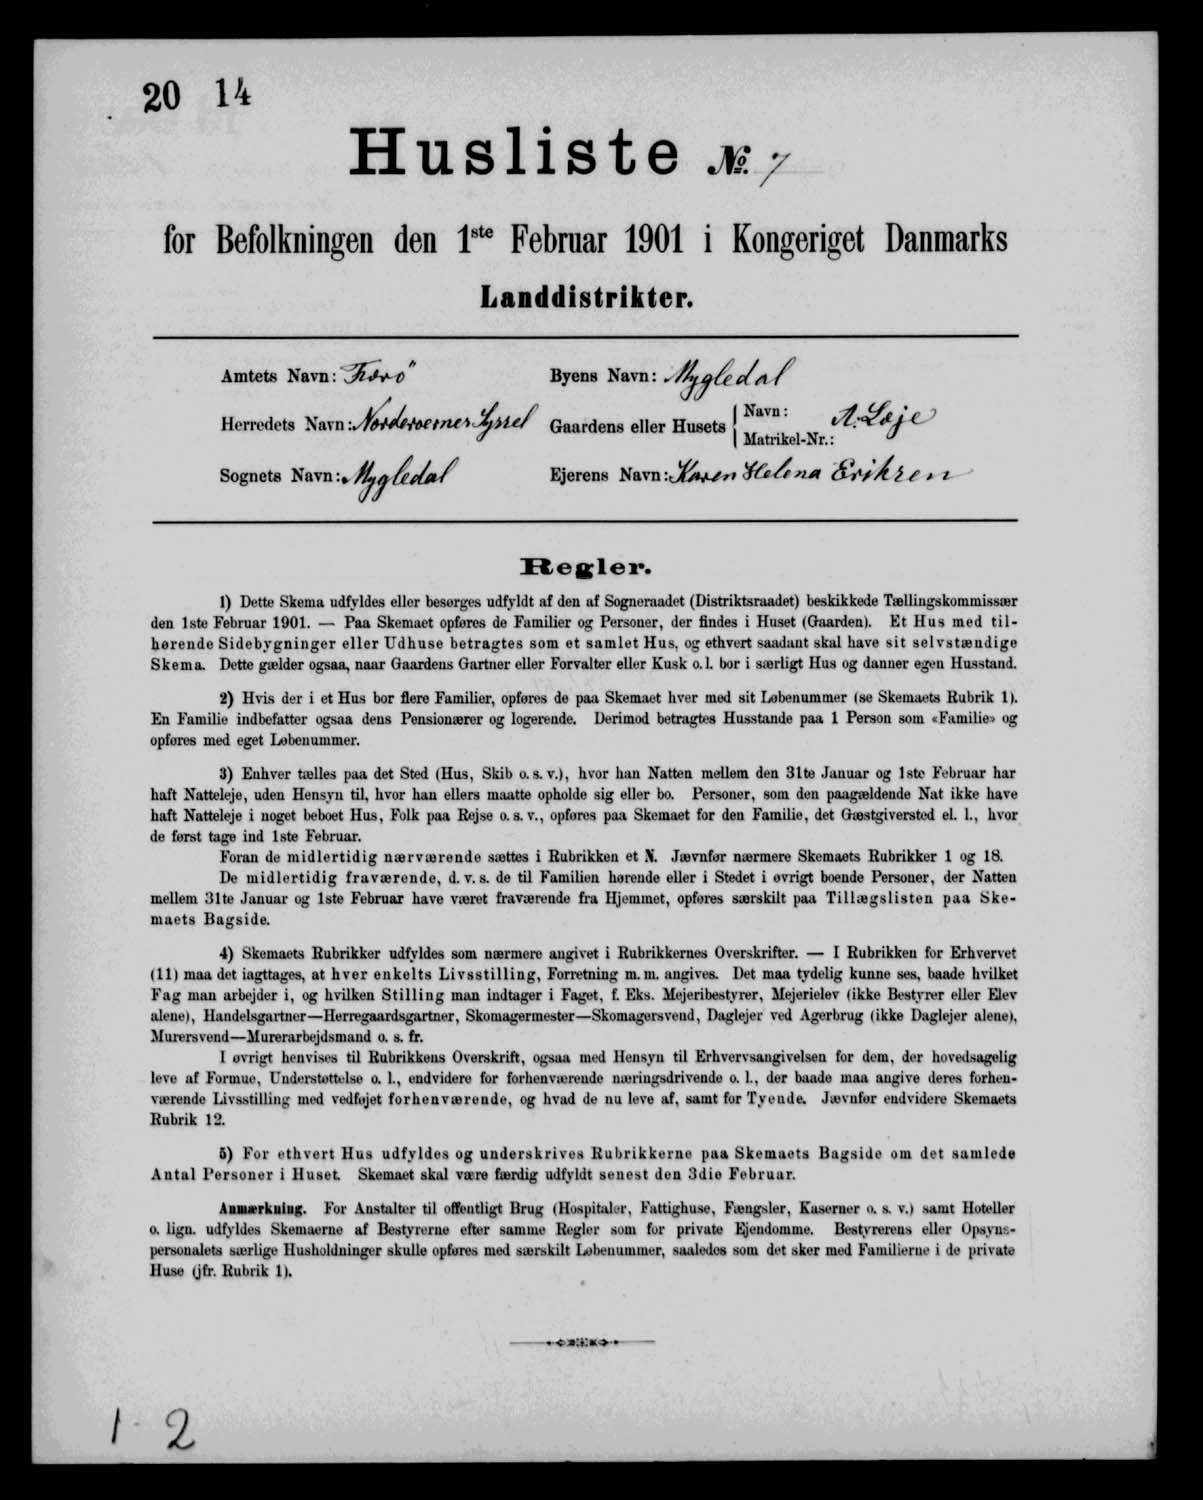 20 14
Husliste № 7
for Befolkningen den 1ste Februar 1901 i Kongeriget Danmarks
Landdistrikter.
Amtets Navn: Færö Byens Navn: Mygledal
Herredets Navn: Norderoernes Syssel Gaardens eller Husets Navn: A. Læje
Matrikel-Nr.:
Sognets Navn: Mygledal Ejerens Navn: Karen Helena Eriksen
Regler.
1) Dette Skema udfyldes eller besørges udfyldt af den af Sogneraadet (Distriktsraadet) beskikkede Tællingskommissær
den 1ste Februar 1901. — Paa Skemaet opføres de Familier og Personer, der findes i Huset (Gaarden). Et Hus med til-
hørende Sidebygninger eller Udhuse betragtes som et samlet Hus, og ethvert saadant skal have sit selvstændige
Skema. Dette gælder ogsaa, naar Gaardens Gartner eller Forvalter eller Kusk o. l. bor i særligt Hus og danner egen Husstand.
2) Hvis der i et Hus bor flere Familier, opføres de paa Skemaet hver med sit Løbenummer (se Skemaets Rubrik 1).
En Familie indbefatter ogsaa dens Pensionærer og logerende. Derimod betragtes Husstande paa 1 Person som «Familie» og
opføres med eget Løbenummer.
3) Enhver tælles paa det Sted (Hus, Skib o. s. v.), hvor han Natten mellem den 31te Januar og 1ste Februar har
haft Natteleje, uden Hensyn til, hvor han ellers maatte opholde sig eller bo. Personer, som den paagældende Nat ikke have
haft Natteleje i noget beboet Hus, Folk paa Rejse o. s. v., opføres paa Skemaet for den Familie, det Gæstgiversted el. l., hvor
de først tage ind 1ste Februar.
Foran de midlertidig nærværende sættes i Rubrikken et N. Jævnfør nærmere Skemaets Rubrikker 1 og 18.
De midlertidig fraværende, d. v. s. de til Familien hørende eller i Stedet i øvrigt boende Personer, der Natten
mellem 31te Januar og 1ste Februar have været fraværende fra Hjemmet, opføres særskilt paa Tillægslisten paa Ske-
maets Bagside.
4) Skemaets Rubrikker udfyldes som nærmere angivet i Rubrikkernes Overskrifter. — I Rubrikken for Erhvervet
(11) maa det iagttages, at hver enkelts Livsstilling, Forretning m. m. angives. Det maa tydelig kunne ses, baade hvilket
Fag man arbejder i, og hvilken Stilling man indtager i Faget, f. Eks. Mejeribestyrer, Mejerielev (ikke Bestyrer eller Elev
alene), Handelsgartner—Herregaardsgartner, Skomagermester—Skomagersvend, Daglejer ved Agerbrug (ikke Daglejer alene),
Murersvend—Murerarbejdsmand o. s. fr.
I øvrigt henvises til Rubrikkens Overskrift, ogsaa med Hensyn til Erhvervsangivelsen for dem, der hovedsagelig
leve af Formue, Understøttelse o. l., endvidere for forhenværende næringsdrivende o. l., der baade maa angive deres forhen-
værende Livsstilling med vedføjet forhenværende, og hvad de nu leve af, samt for Tyende. Jævnfør endvidere Skemaets
Rubrik 12.
5) For ethvert Hus udfyldes og underskrives Rubrikkerne paa Skemaets Bagside om det samlede
Antal Personer i Huset. Skemaet skal være færdig udfyldt senest den 3die Februar.
Anmærkning. For Anstalter til offentligt Brug (Hospitaler, Fattighuse, Fængsler, Kaserner o. s. v.) samt Hoteller
o. lign. udfyldes Skemaerne af Bestyrerne efter samme Regler som for private Ejendomme. Bestyrerens eller Opsyns-
personalets særlige Husholdninger skulle opføres med særskilt Løbenummer, saaledes som det sker med Familierne i de private
Huse (jfr. Rubrik 1).
1 - 2